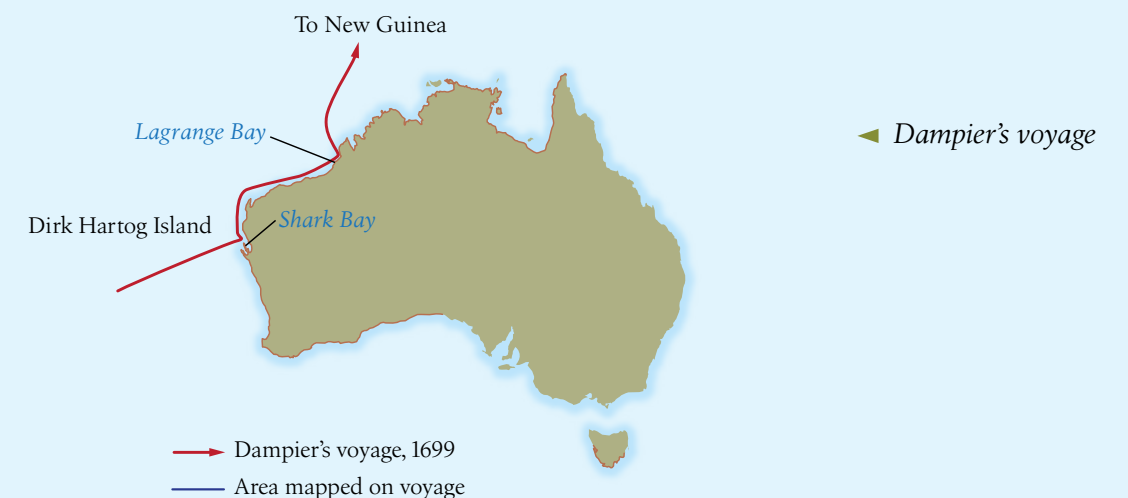 To New Guinea
Lagrange Bay
Dampier's voyage
Dirk Hartog Island
Shark Bay
Dampier's voyage, 1699
Area mapped on voyage